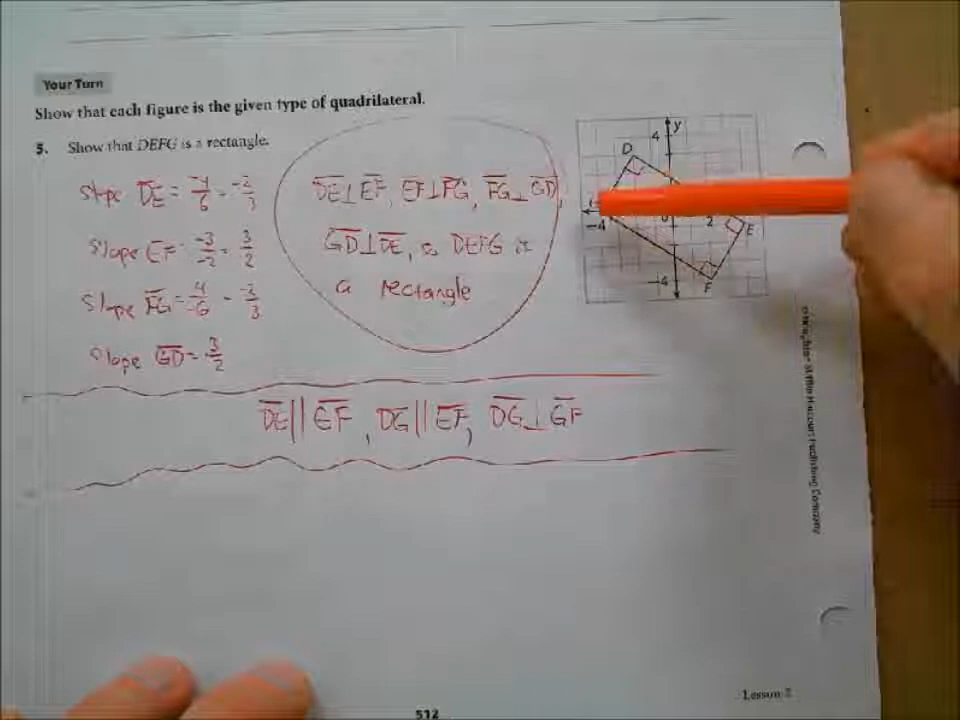 Your Turn
Show that each figure is the given type of quadrilateral.
5. Show that DEFG is a rectangle.
Slope DE = -4/6 = -2/3
Slope EF = -3/-2 = 3/2
Slope FG = 4/-6 = -2/3
Slope GD = 3/2
DE⊥EF, EF⊥FG, FG⊥GD,
GD⊥DE, so DEFG is
a rectangle
DE||GF, DG||EF, DG⊥GF
4 y
D
-4 0 2 E
-4 F
Lesson 2
512